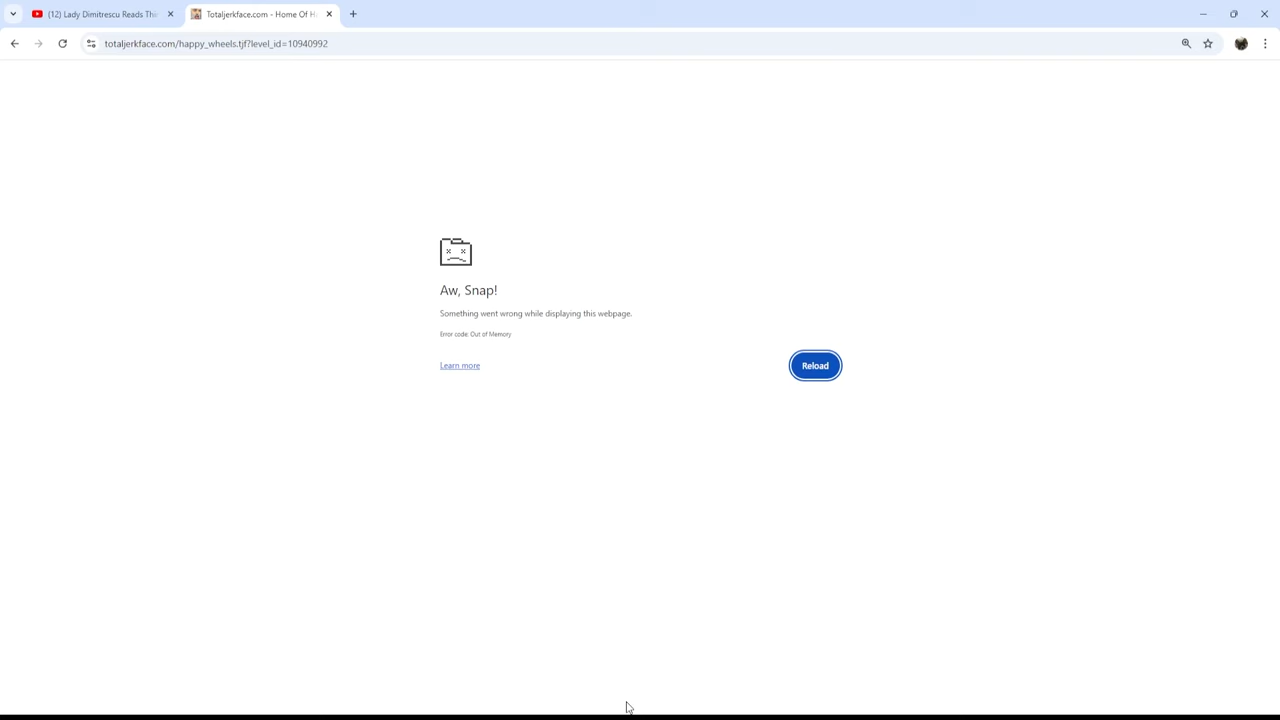 (12) Lady Dimitrescu Reads Thi
Totaljerkface.com - Home Of H
totaljerkface.com/happy_wheels.tjf?level_id=10940992
Aw, Snap!
Something went wrong while displaying this webpage.
Error code: Out of Memory
Learn more
Reload